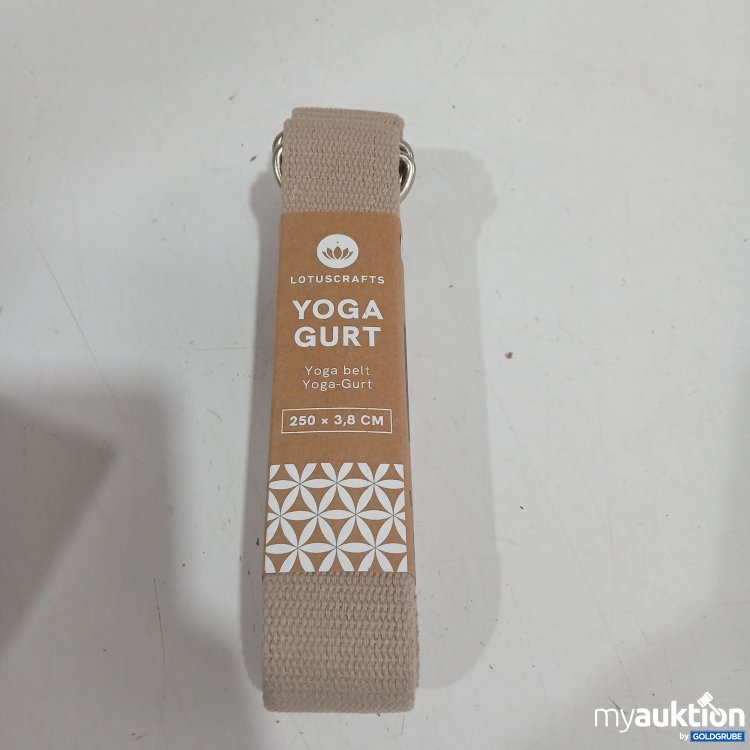 LOTUSCRAFTS
YOGA
GURT
Yoga belt
Yoga-Gurt
250 × 3,8 CM
myauktion
by GOLDGRUBE